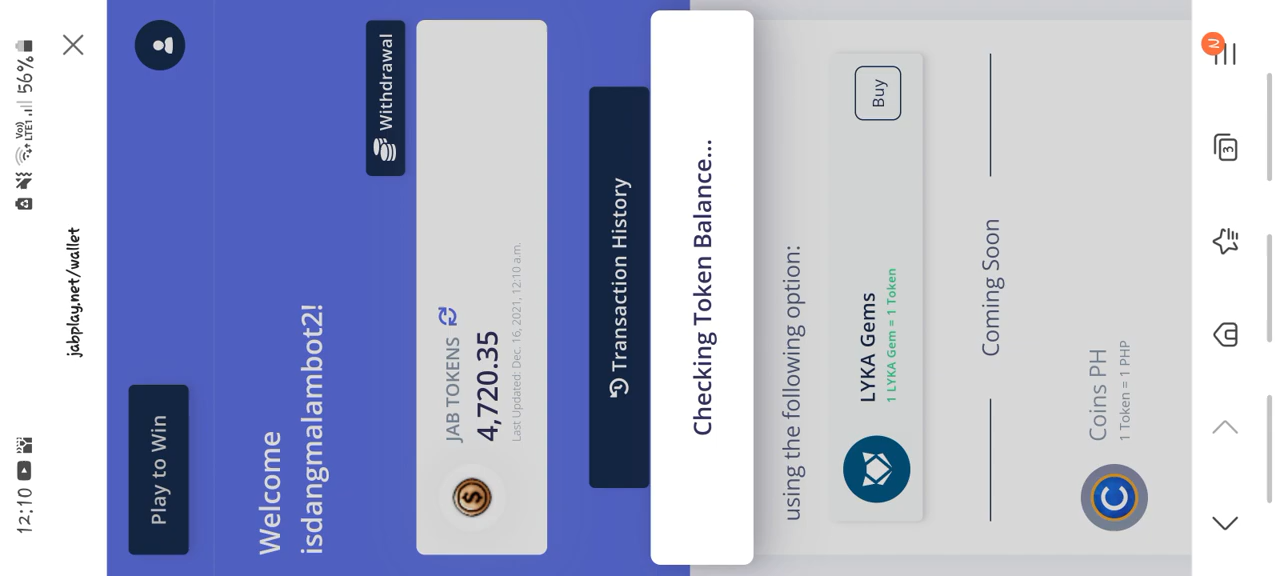 12:10
56%
Vo)) LTE1
jabplay.net/wallet
Play to Win
Welcome
isdangmalambot2!
Withdrawal
JAB TOKENS
4,720.35
Last Updated: Dec. 16, 2021, 12:10 a.m.
Transaction History
Checking Token Balance...
using the following option:
LYKA Gems
1 LYKA Gem = 1 Token
Buy
Coming Soon
Coins PH
1 Token = 1 PHP
N
3